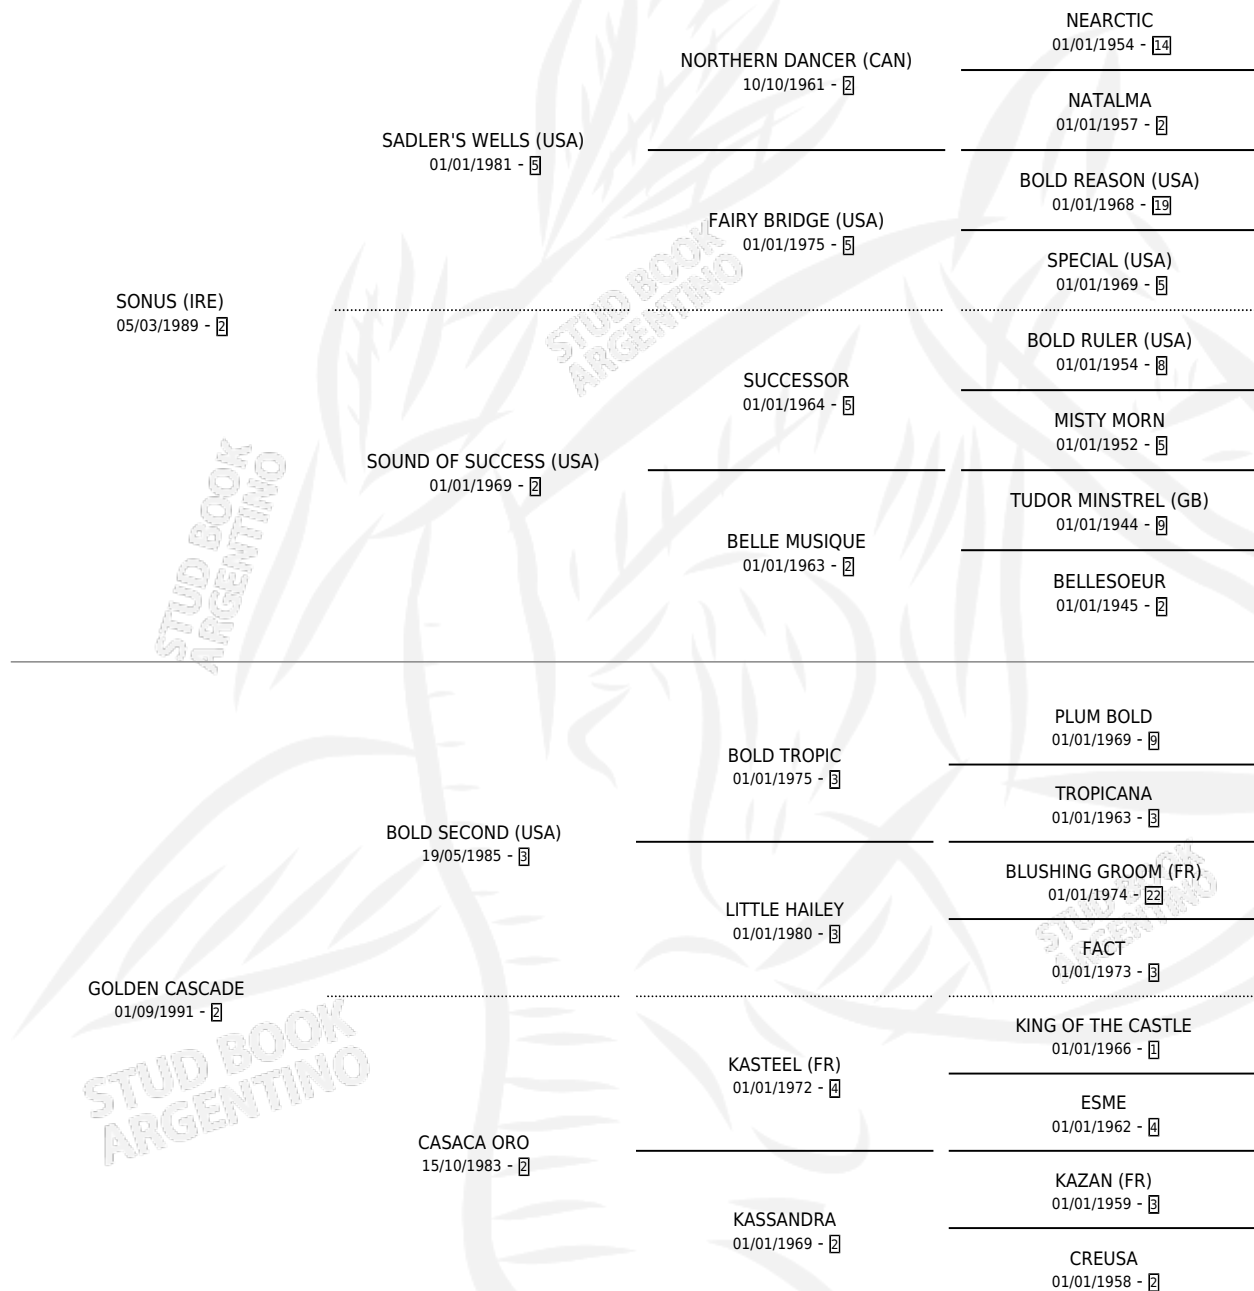 NEARCTIC
01/01/1954 - 14
NORTHERN DANCER (CAN)
10/10/1961 - 2
NATALMA
01/01/1957 - 2
SADLER'S WELLS (USA)
01/01/1981 - 5
BOLD REASON (USA)
01/01/1968 - 19
FAIRY BRIDGE (USA)
01/01/1975 - 5
SPECIAL (USA)
01/01/1969 - 5
STUD BOOK
ARGENTINO
SONUS (IRE)
05/03/1989 - 2
BOLD RULER (USA)
01/01/1954 - 8
SUCCESSOR
01/01/1964 - 5
MISTY MORN
01/01/1952 - 5
SOUND OF SUCCESS (USA)
01/01/1969 - 2
TUDOR MINSTREL (GB)
01/01/1944 - 9
BELLE MUSIQUE
01/01/1963 - 2
BELLESOEUR
01/01/1945 - 2
STUD BOOK
ARGENTINO
PLUM BOLD
01/01/1969 - 9
BOLD TROPIC
01/01/1975 - 3
TROPICANA
01/01/1963 - 3
BOLD SECOND (USA)
19/05/1985 - 3
BLUSHING GROOM (FR)
01/01/1974 - 22
LITTLE HAILEY
01/01/1980 - 3
FACT
01/01/1973 - 3
STUD BOOK
ARGENTINO
GOLDEN CASCADE
01/09/1991 - 2
KING OF THE CASTLE
01/01/1966 - 1
KASTEEL (FR)
01/01/1972 - 4
ESME
01/01/1962 - 4
STUD BOOK
ARGENTINO
CASACA ORO
15/10/1983 - 2
KAZAN (FR)
01/01/1959 - 3
KASSANDRA
01/01/1969 - 2
CREUSA
01/01/1958 - 2